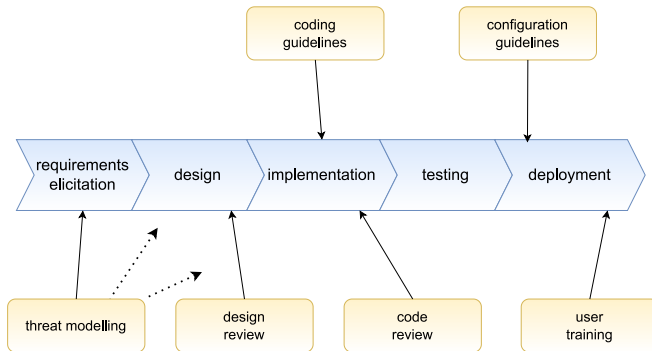 coding
guidelines
configuration
guidelines
requirements
elicitation
design
implementation
testing
deployment
threat modelling
design
review
code
review
user
training